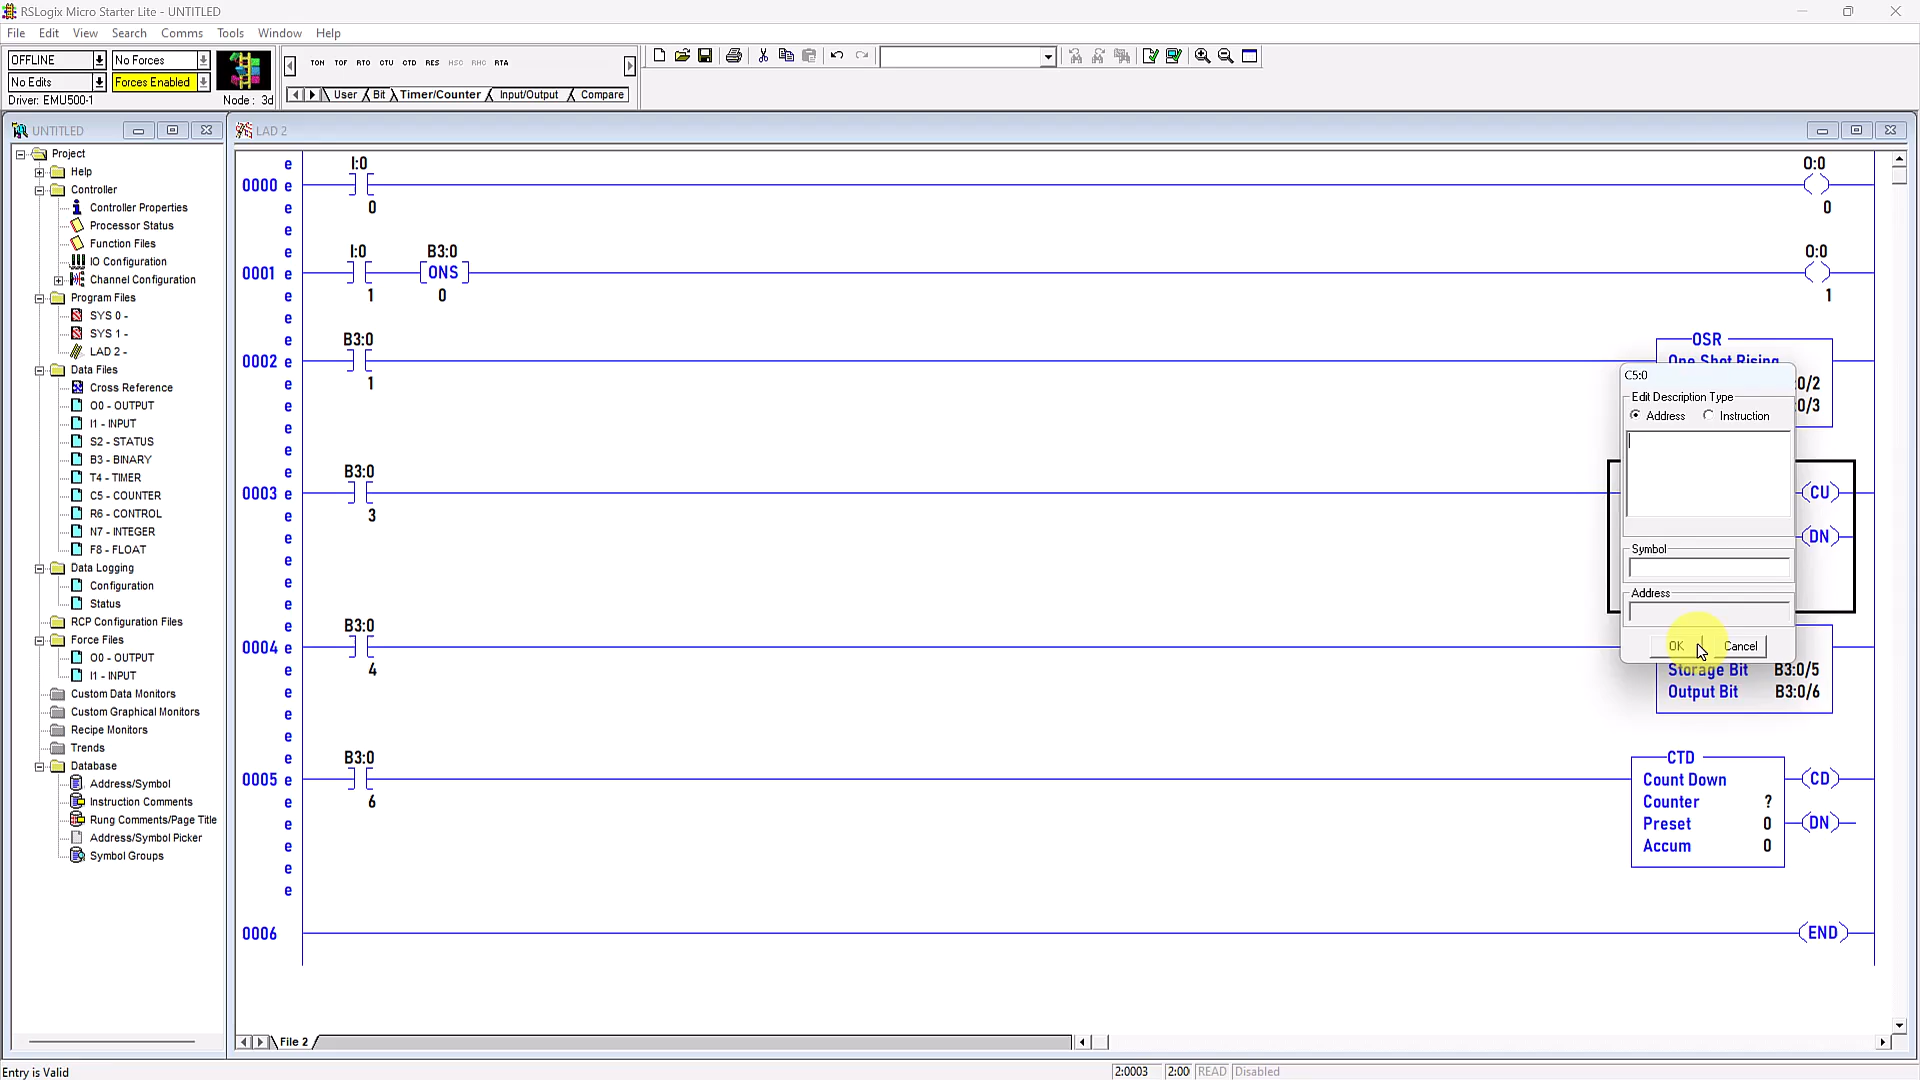 RSLogix Micro Starter Lite - UNTITLED
File Edit View Search Comms Tools Window Help
OFFLINE No Forces
No Edits Forces Enabled
Driver: EMU500-1 Node : 3d
TON TOF RTO CTU CTD RES HSC RHC RTA
User Bit Timer/Counter Input/Output Compare
UNTITLED
Project
Help
Controller
Controller Properties
Processor Status
Function Files
IO Configuration
Channel Configuration
Program Files
SYS 0 -
SYS 1 -
LAD 2 -
Data Files
Cross Reference
O0 - OUTPUT
I1 - INPUT
S2 - STATUS
B3 - BINARY
T4 - TIMER
C5 - COUNTER
R6 - CONTROL
N7 - INTEGER
F8 - FLOAT
Data Logging
Configuration
Status
RCP Configuration Files
Force Files
O0 - OUTPUT
I1 - INPUT
Custom Data Monitors
Custom Graphical Monitors
Recipe Monitors
Trends
Database
Address/Symbol
Instruction Comments
Rung Comments/Page Title
Address/Symbol Picker
Symbol Groups
LAD 2
e I:0 O:0
0000 e
e 0 0
e
e I:0 B3:0 O:0
0001 e ONS
e 1 0 1
e
e B3:0 OSR
0002 e One Shot Rising
e 1 :0/2
e :0/3
e
e
e B3:0
0003 e CU
e 3
e DN
e
e
e
e B3:0
0004 e
e 4 Storage Bit B3:0/5
e Output Bit B3:0/6
e
e
e B3:0 CTD
0005 e Count Down CD
e 6 Counter ?
e Preset 0 DN
e Accum 0
e
e
0006 END
C5:0
Edit Description Type
Address Instruction
Symbol
Address
OK Cancel
File 2
Entry is Valid 2:0003 2:00 READ Disabled